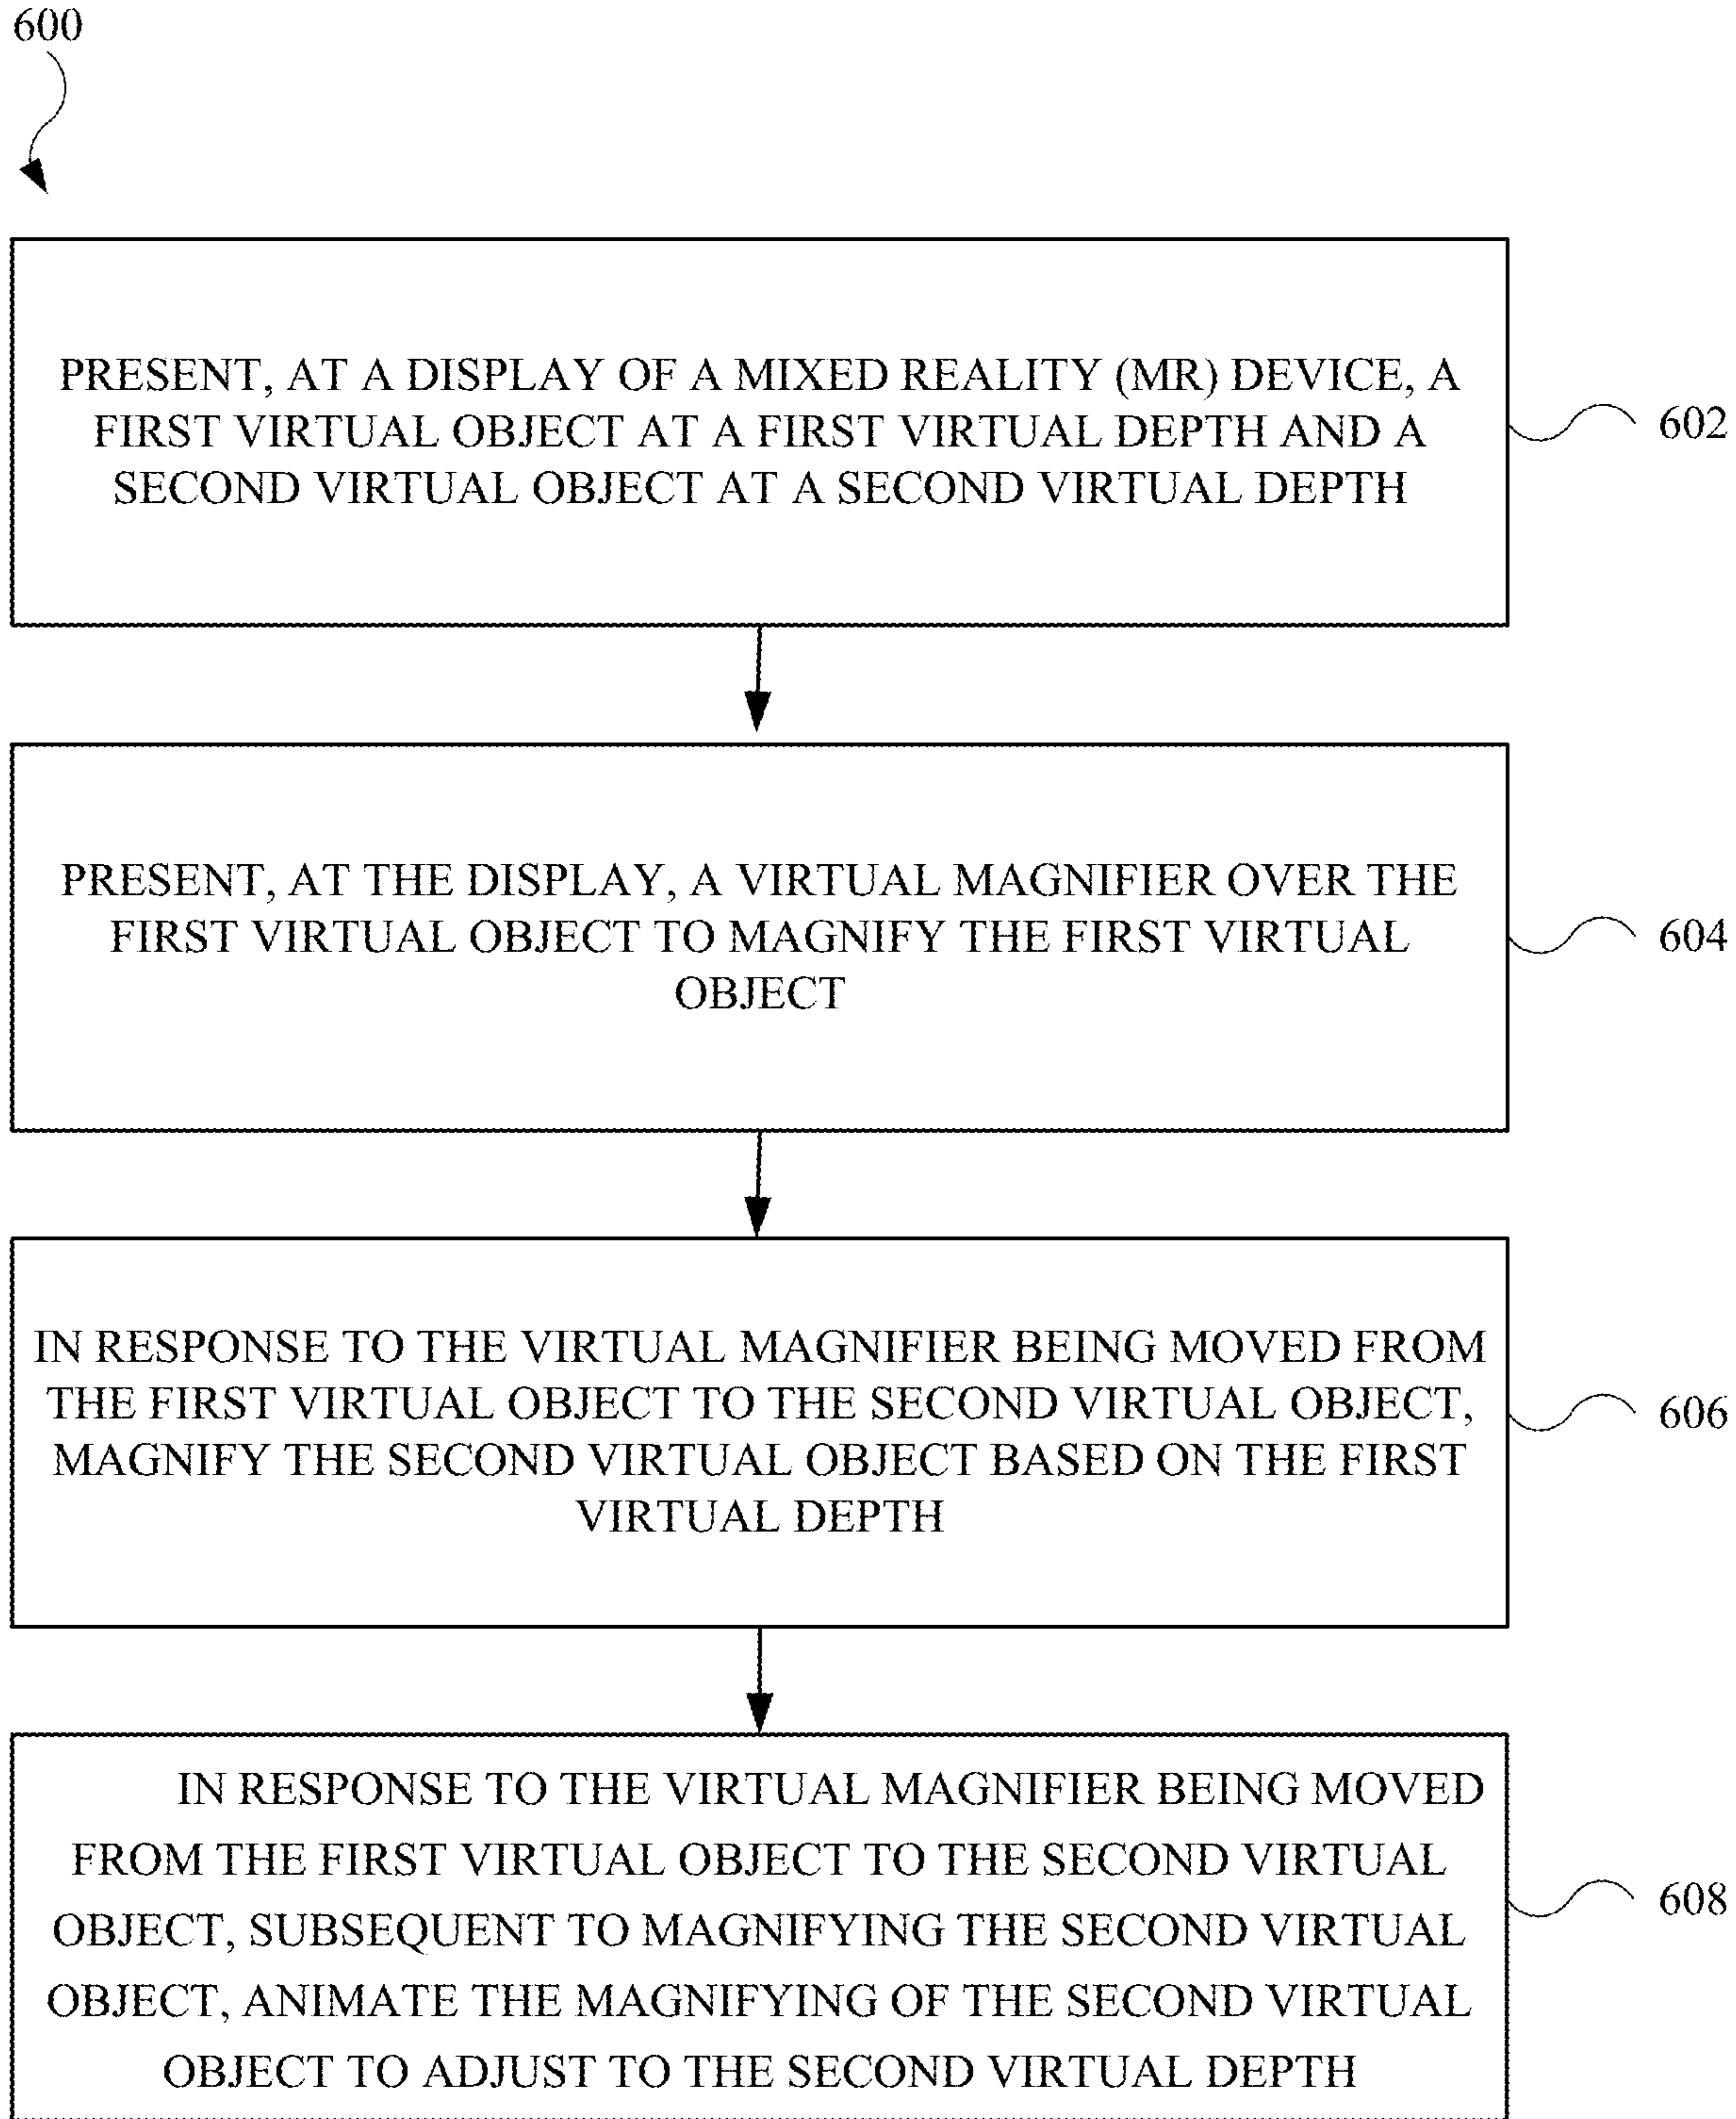 600
PRESENT, AT A DISPLAY OF A MIXED REALITY (MR) DEVICE, A
FIRST VIRTUAL OBJECT AT A FIRST VIRTUAL DEPTH AND A
SECOND VIRTUAL OBJECT AT A SECOND VIRTUAL DEPTH
602
PRESENT, AT THE DISPLAY, A VIRTUAL MAGNIFIER OVER THE
FIRST VIRTUAL OBJECT TO MAGNIFY THE FIRST VIRTUAL
OBJECT
604
IN RESPONSE TO THE VIRTUAL MAGNIFIER BEING MOVED FROM
THE FIRST VIRTUAL OBJECT TO THE SECOND VIRTUAL OBJECT,
MAGNIFY THE SECOND VIRTUAL OBJECT BASED ON THE FIRST
VIRTUAL DEPTH
606
IN RESPONSE TO THE VIRTUAL MAGNIFIER BEING MOVED
FROM THE FIRST VIRTUAL OBJECT TO THE SECOND VIRTUAL
OBJECT, SUBSEQUENT TO MAGNIFYING THE SECOND VIRTUAL
OBJECT, ANIMATE THE MAGNIFYING OF THE SECOND VIRTUAL
OBJECT TO ADJUST TO THE SECOND VIRTUAL DEPTH
608